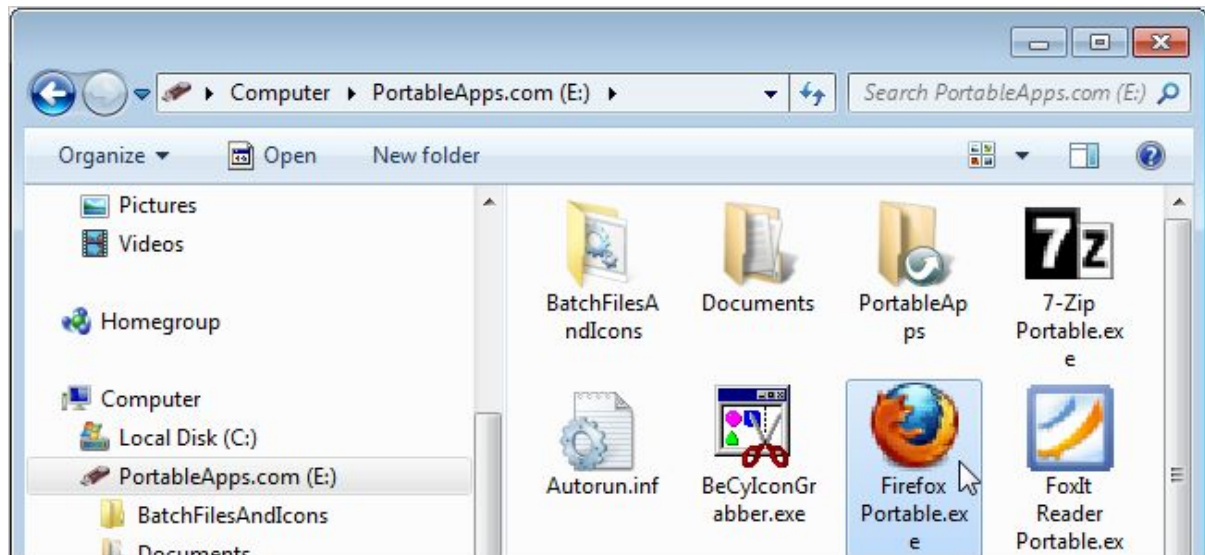 Computer PortableApps.com (E:)
Search PortableApps.com (E:)
Organize Open New folder
Pictures
Videos
Homegroup
Computer
Local Disk (C:)
PortableApps.com (E:)
BatchFilesAndIcons
Documents
BatchFilesA
ndIcons
Documents
PortableAp
ps
7z
7-Zip
Portable.ex
e
Autorun.inf
BeCyIconGr
abber.exe
Firefox
Portable.ex
e
FoxIt
Reader
Portable.ex